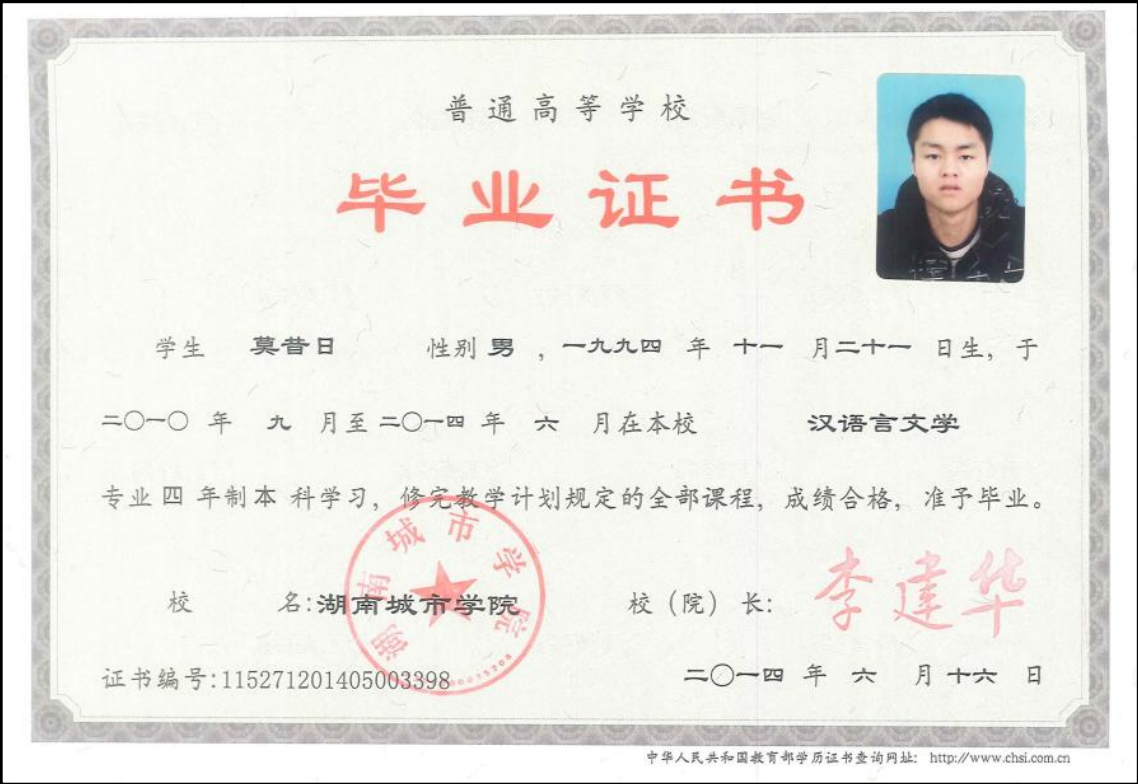 普通高等学校
毕业证书
学生 莫昔日 性别 男 ，一九九四 年 十一 月二十一 日生，于
二〇一〇 年 九 月至二〇一四 年 六 月在本校 汉语言文学
专业 四 年制 本 科学习，修完教学计划规定的全部课程，成绩合格，准予毕业。
湖南城市学院
校 名:湖南城市学院 校（院）长: 李建华
证书编号:115271201405003398 二〇一四 年 六 月 十六 日
中华人民共和国教育部学历证书查询网址: http://www.chsi.com.cn